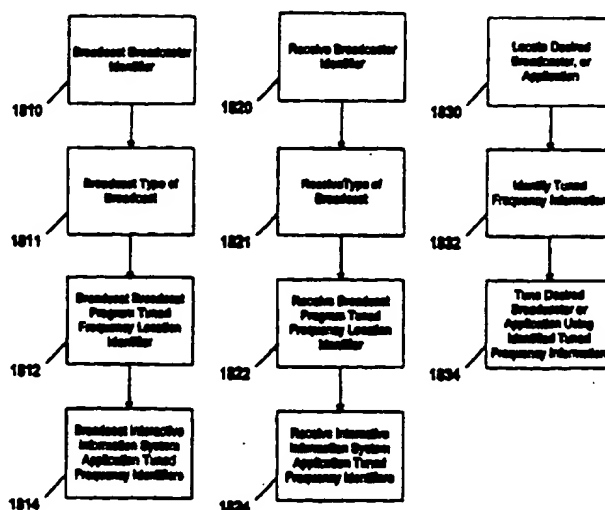 Broadcast Broadcaster
Identifier
1810
Broadcast Type of
Broadcast
1811
Broadcast Broadcast
Program Tuned
Frequency Location
Identifier
1812
Broadcast Interactive
Information System
Application Tuned
Frequency Identifiers
1814
Receive Broadcaster
Identifier
1820
ReceiveType of
Broadcast
1821
Receive Broadcast
Program Tuned
Frequency Location
Identifier
1822
Receive Interactive
Information System
Application Tuned
Frequency Identifiers
1824
Locate Desired
Broadcaster, or
Application
1830
Identify Tuned
Frequency Information
1832
Tune Desired
Broadcaster or
Application Using
Identified Tuned
Frequency Information
1834